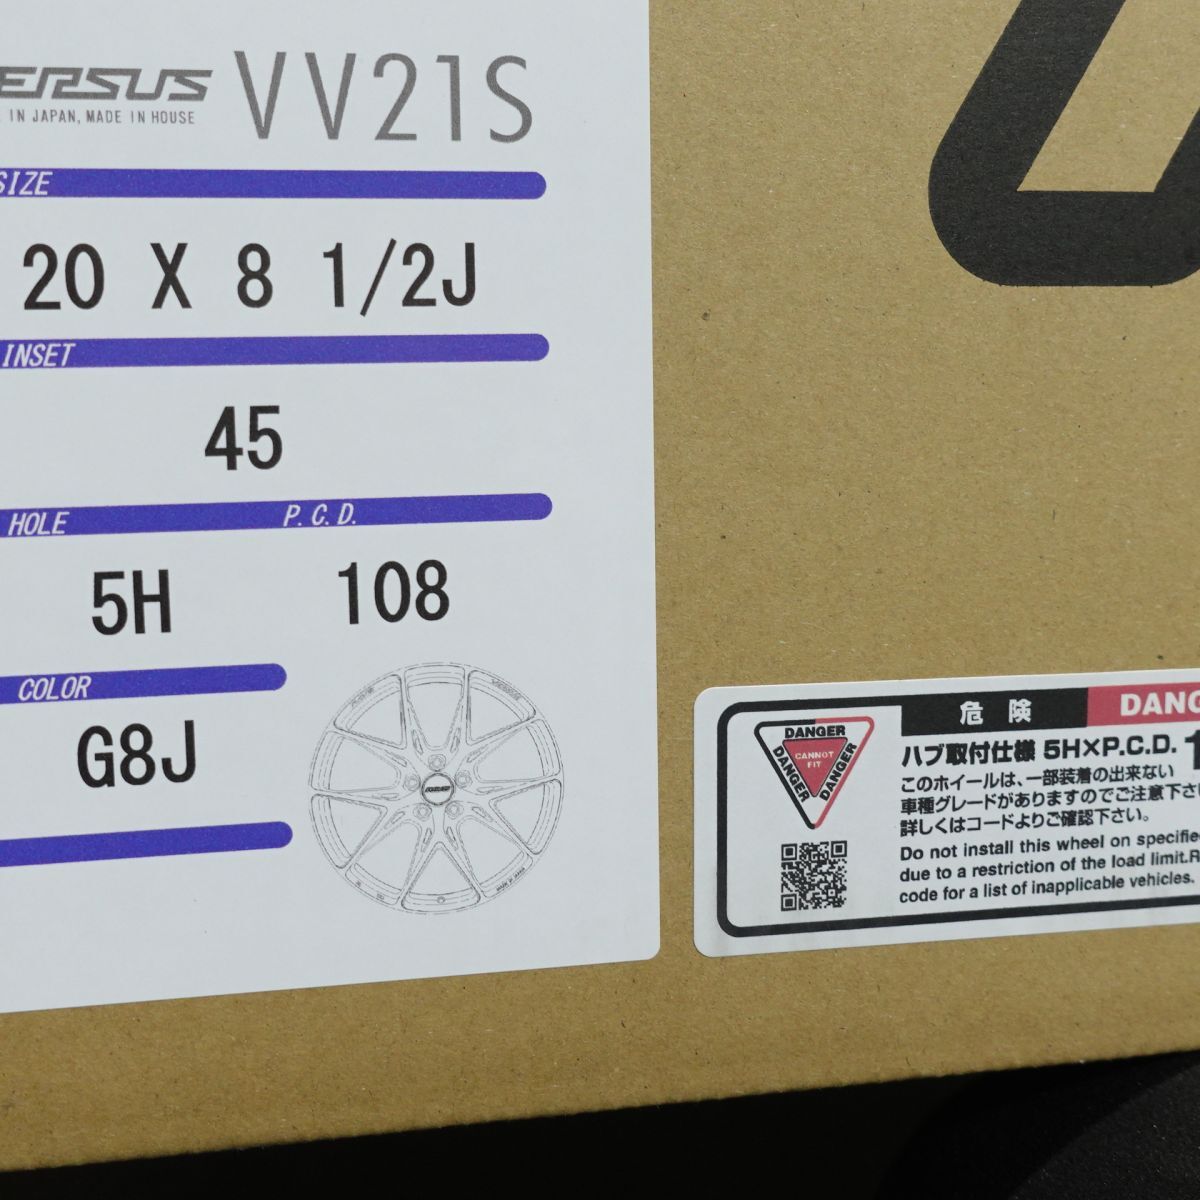 VERSUS VV21S
IN JAPAN, MADE IN HOUSE
SIZE
20 X 8 1/2J
INSET
45
HOLE P.C.D.
5H 108
COLOR
G8J
危険 DANG
DANGER
DANGER
DANGER
CANNOT
FIT
ハブ取付仕様 5H×P.C.D. 1
このホイールは、一部装着の出来ない
車種グレードがありますのでご注意下さい
詳しくはコードよりご確認下さい。
Do not install this wheel on specifie
due to a restriction of the load limit.R
code for a list of inapplicable vehicles.